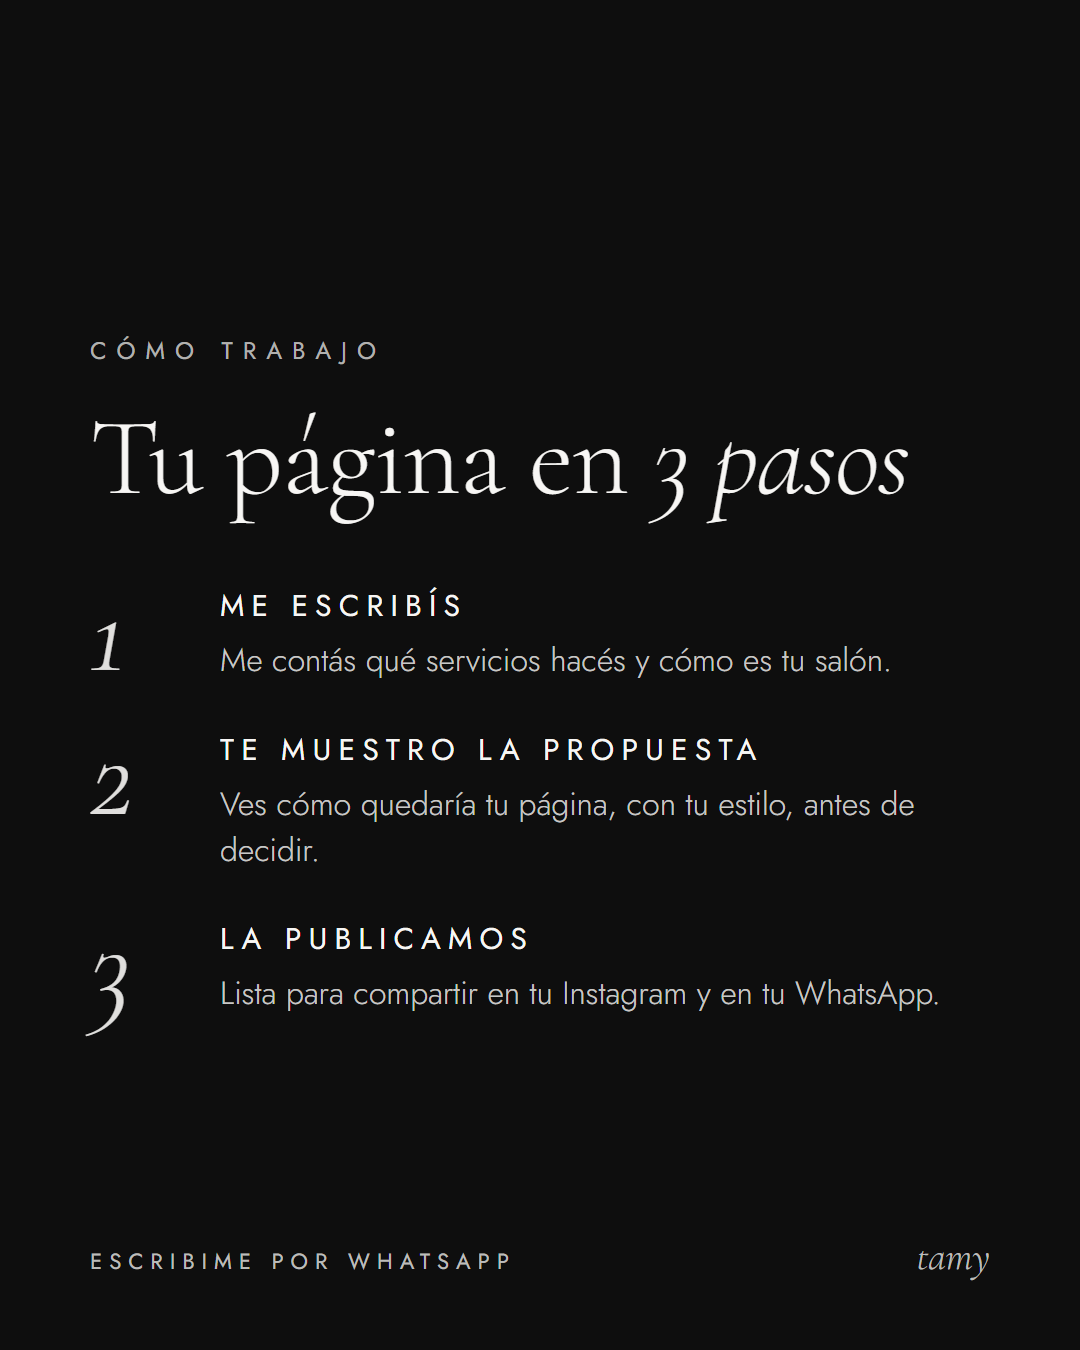 CÓMO TRABAJO
Tu página en 3 pasos
1
ME ESCRIBÍS
Me contás qué servicios hacés y cómo es tu salón.
2
TE MUESTRO LA PROPUESTA
Ves cómo quedaría tu página, con tu estilo, antes de
decidir.
3
LA PUBLICAMOS
Lista para compartir en tu Instagram y en tu WhatsApp.
ESCRIBIME POR WHATSAPP
tamy